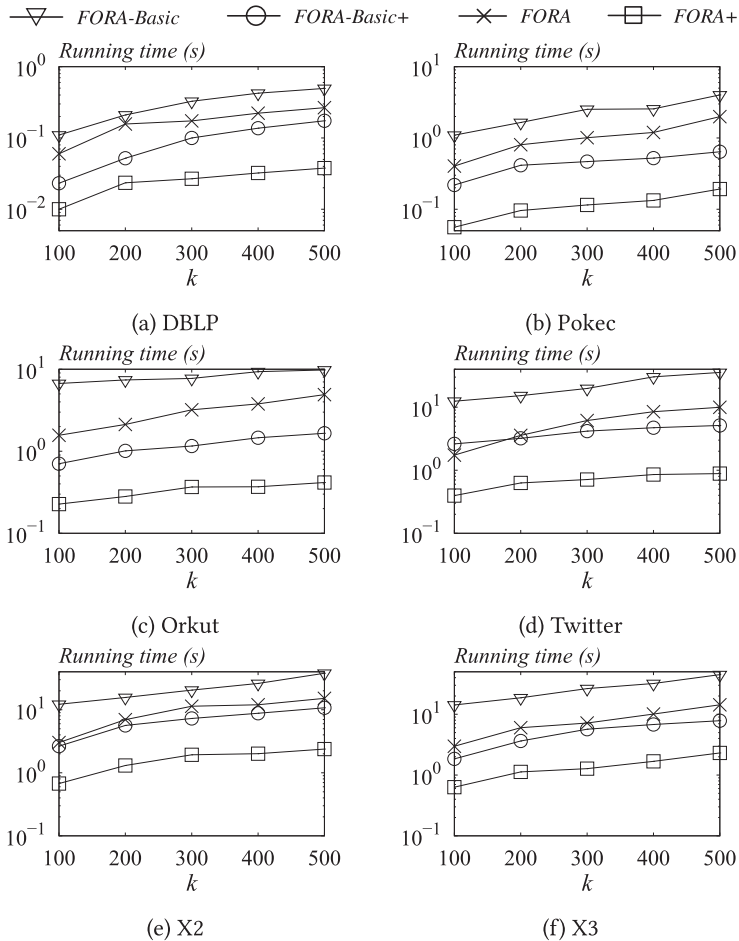 FORA-Basic FORA-Basic+ FORA FORA+
Running time (s) Running time (s)
10^0 10^1
10^-1 10^0
10^-2 10^-1
100 200 300 400 500 100 200 300 400 500
k k
(a) DBLP (b) Pokec
Running time (s) Running time (s)
10^1
10^1
10^0 10^0
10^-1 10^-1
100 200 300 400 500 100 200 300 400 500
k k
(c) Orkut (d) Twitter
Running time (s) Running time (s)
10^1 10^1
10^0 10^0
10^-1 10^-1
100 200 300 400 500 100 200 300 400 500
k k
(e) X2 (f) X3